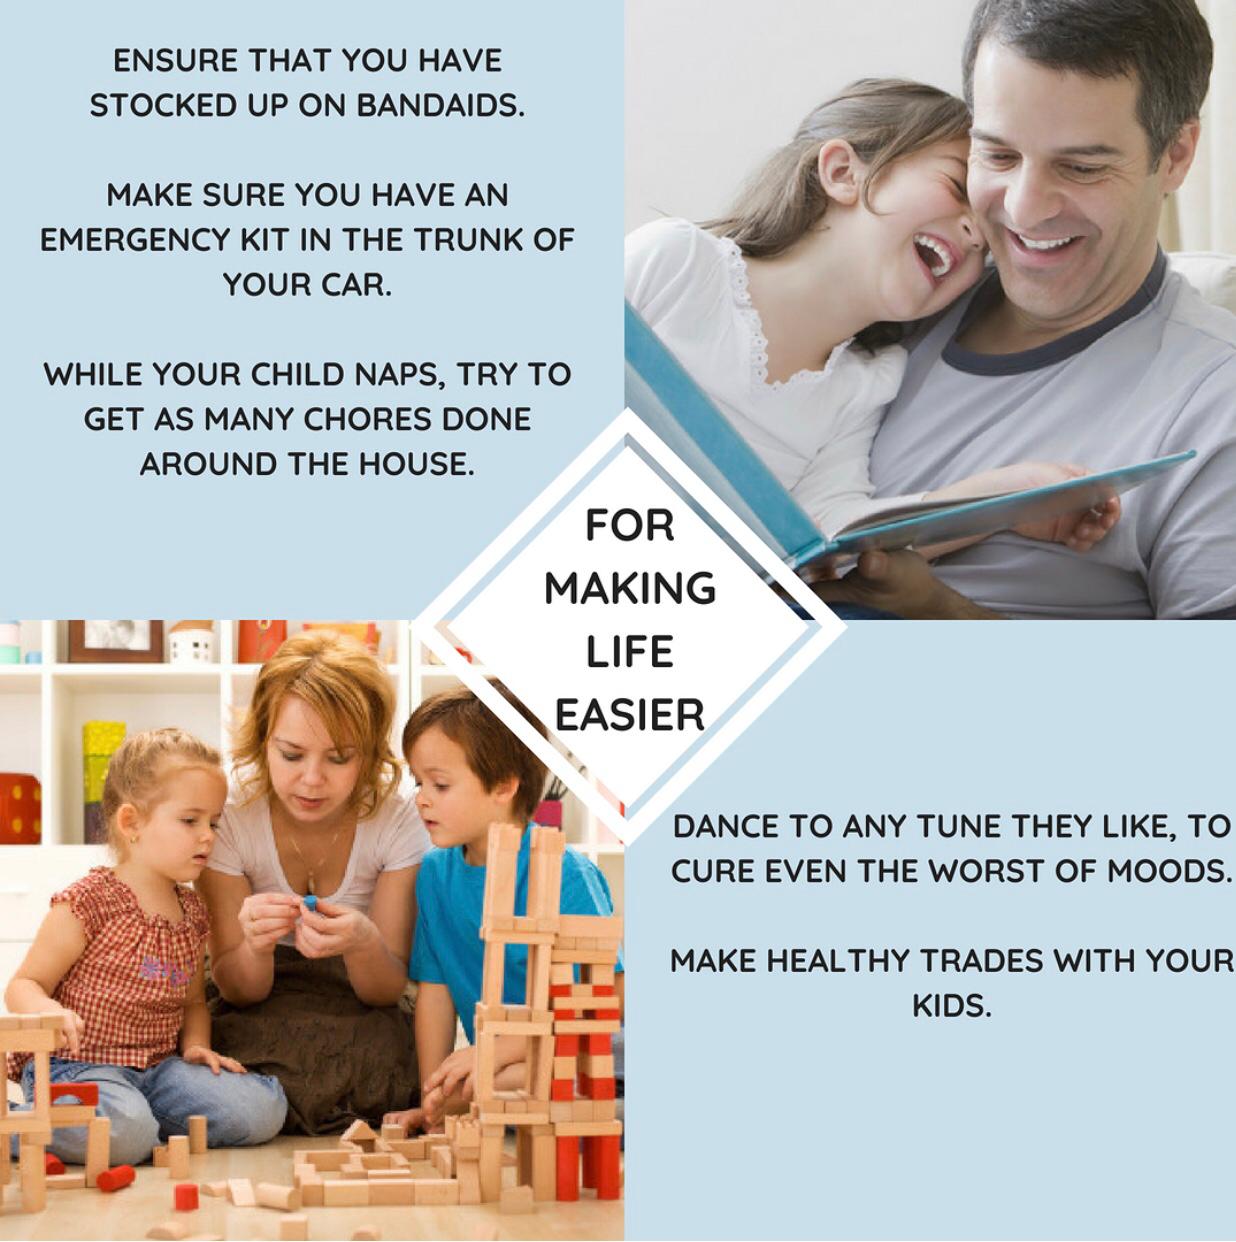 ENSURE THAT YOU HAVE
STOCKED UP ON BANDAIDS.
MAKE SURE YOU HAVE AN
EMERGENCY KIT IN THE TRUNK OF
YOUR CAR.
WHILE YOUR CHILD NAPS, TRY TO
GET AS MANY CHORES DONE
AROUND THE HOUSE.
FOR
MAKING
LIFE
EASIER
DANCE TO ANY TUNE THEY LIKE, TO
CURE EVEN THE WORST OF MOODS.
MAKE HEALTHY TRADES WITH YOUR
KIDS.